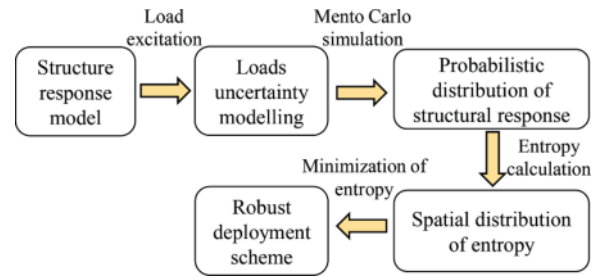 Load
excitation
Mento Carlo
simulation
Structure
response
model
Loads
uncertainty
modelling
Probabilistic
distribution of
structural response
Entropy
calculation
Minimization of
entropy
Robust
deployment
scheme
Spatial distribution
of entropy